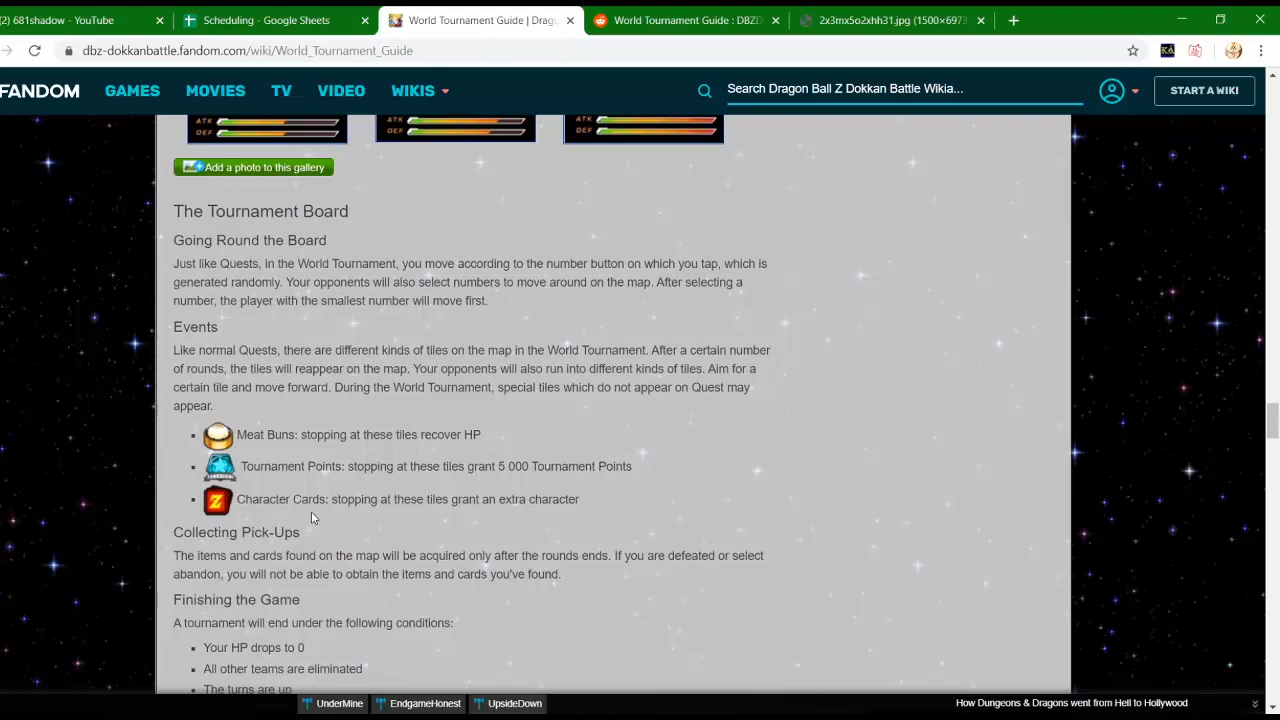 (2) 681shadow - YouTube
Scheduling - Google Sheets
World Tournament Guide | Drago
World Tournament Guide : DBZD
2x3mx5o2xhh31.jpg (1500×697
dbz-dokkanbattle.fandom.com/wiki/World_Tournament_Guide
FANDOM GAMES MOVIES TV VIDEO WIKIS Search Dragon Ball Z Dokkan Battle Wikia... START A WIKI
ATK ATK ATK
DEF DEF DEF
Add a photo to this gallery
The Tournament Board
Going Round the Board
Just like Quests, in the World Tournament, you move according to the number button on which you tap, which is
generated randomly. Your opponents will also select numbers to move around on the map. After selecting a
number, the player with the smallest number will move first.
Events
Like normal Quests, there are different kinds of tiles on the map in the World Tournament. After a certain number
of rounds, the tiles will reappear on the map. Your opponents will also run into different kinds of tiles. Aim for a
certain tile and move forward. During the World Tournament, special tiles which do not appear on Quest may
appear.
Meat Buns: stopping at these tiles recover HP
Tournament Points: stopping at these tiles grant 5 000 Tournament Points
Character Cards: stopping at these tiles grant an extra character
Collecting Pick-Ups
The items and cards found on the map will be acquired only after the rounds ends. If you are defeated or select
abandon, you will not be able to obtain the items and cards you've found.
Finishing the Game
A tournament will end under the following conditions:
Your HP drops to 0
All other teams are eliminated
The turns are up
UnderMine EndgameHonest UpsideDown How Dungeons & Dragons went from Hell to Hollywood